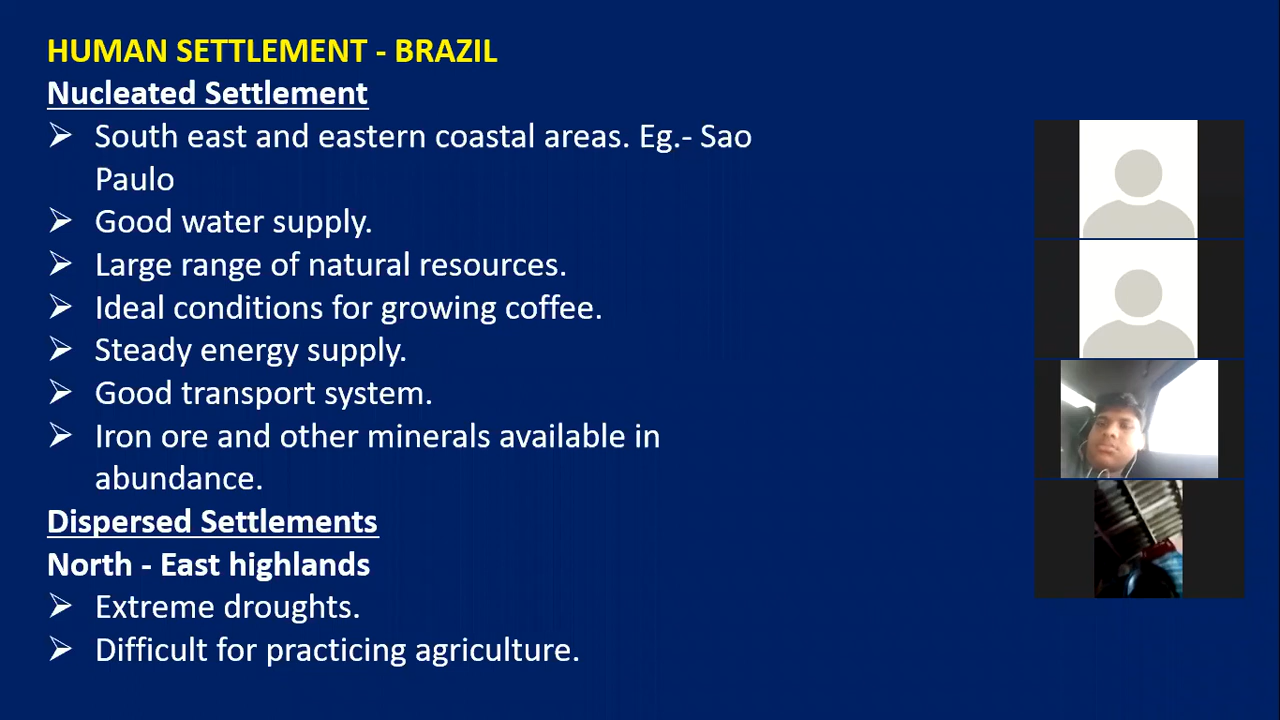 HUMAN SETTLEMENT - BRAZIL
Nucleated Settlement
➢ South east and eastern coastal areas. Eg.- Sao
Paulo
➢ Good water supply.
➢ Large range of natural resources.
➢ Ideal conditions for growing coffee.
➢ Steady energy supply.
➢ Good transport system.
➢ Iron ore and other minerals available in
abundance.
Dispersed Settlements
North - East highlands
➢ Extreme droughts.
➢ Difficult for practicing agriculture.